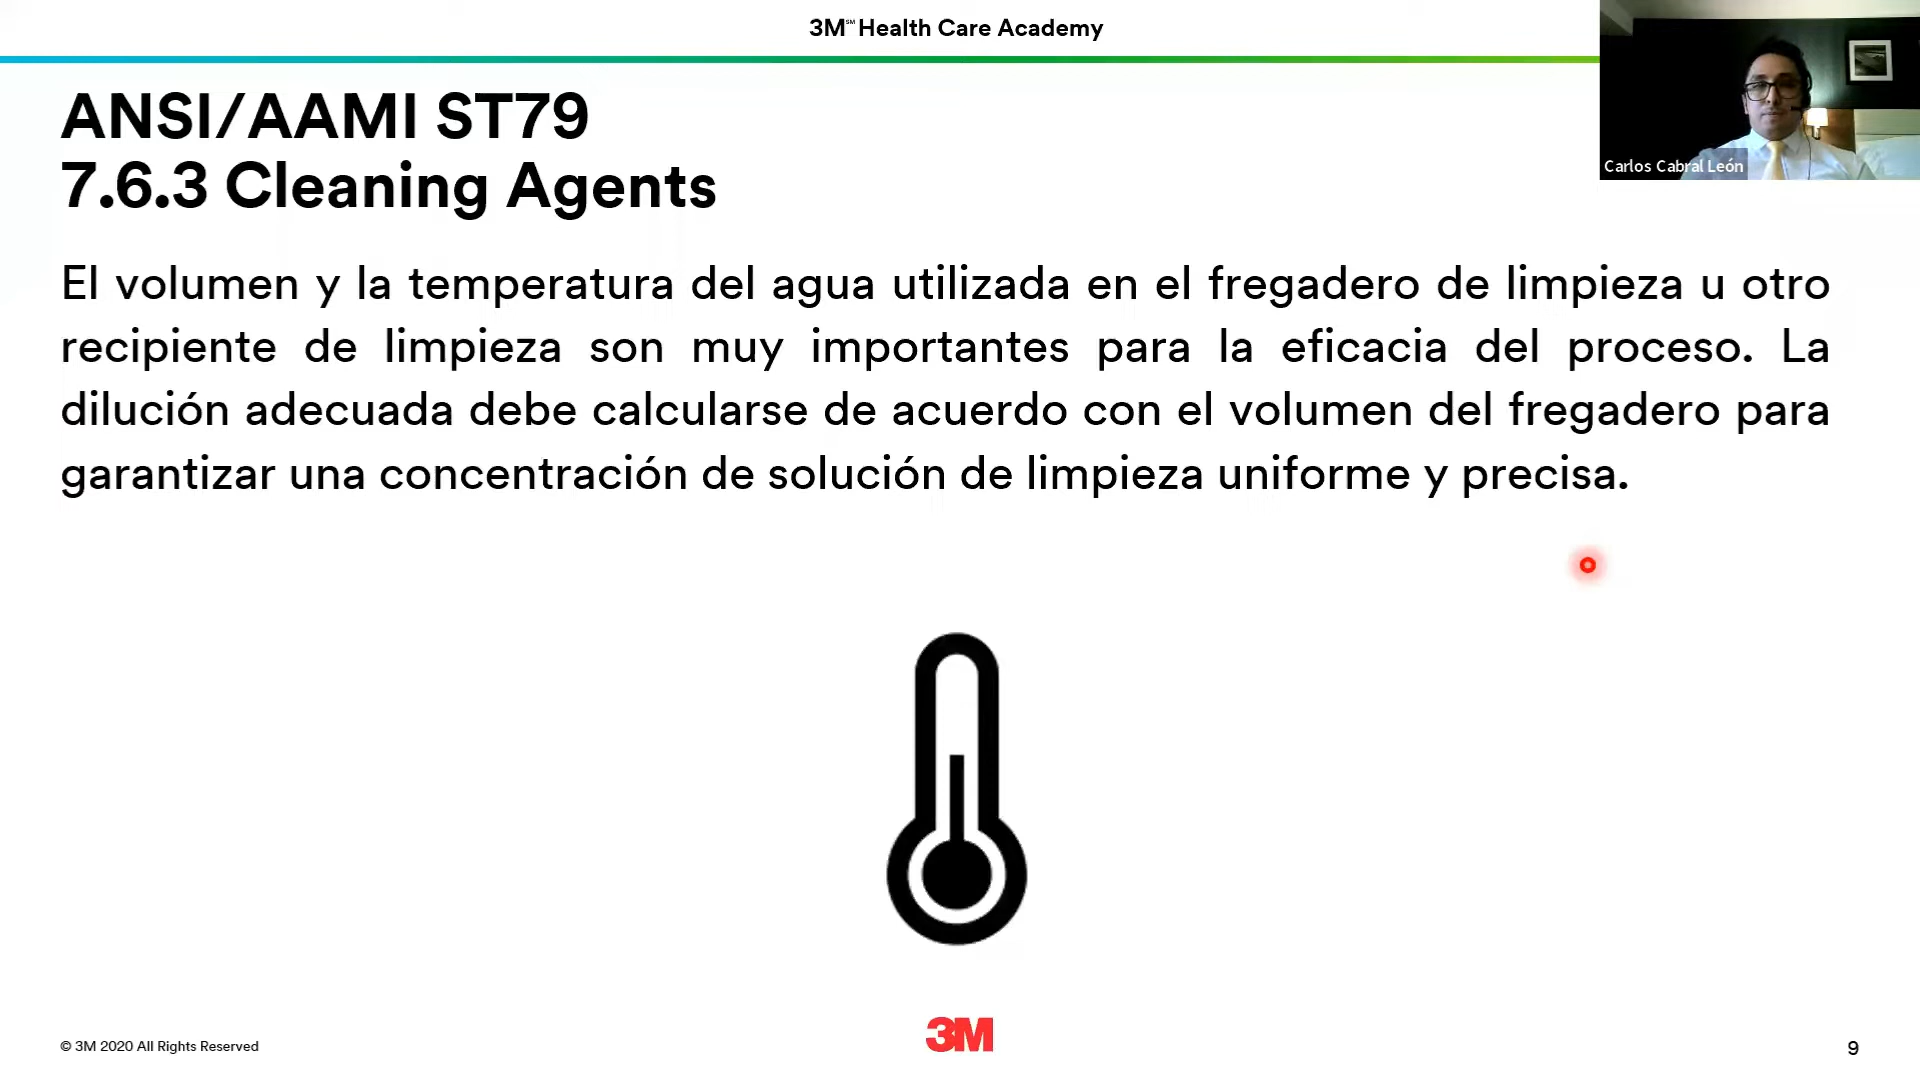 3M℠ Health Care Academy
ANSI/AAMI ST79
7.6.3 Cleaning Agents
Carlos Cabral León
El volumen y la temperatura del agua utilizada en el fregadero de limpieza u otro
recipiente de limpieza son muy importantes para la eficacia del proceso. La
dilución adecuada debe calcularse de acuerdo con el volumen del fregadero para
garantizar una concentración de solución de limpieza uniforme y precisa.
© 3M 2020 All Rights Reserved
3M
9